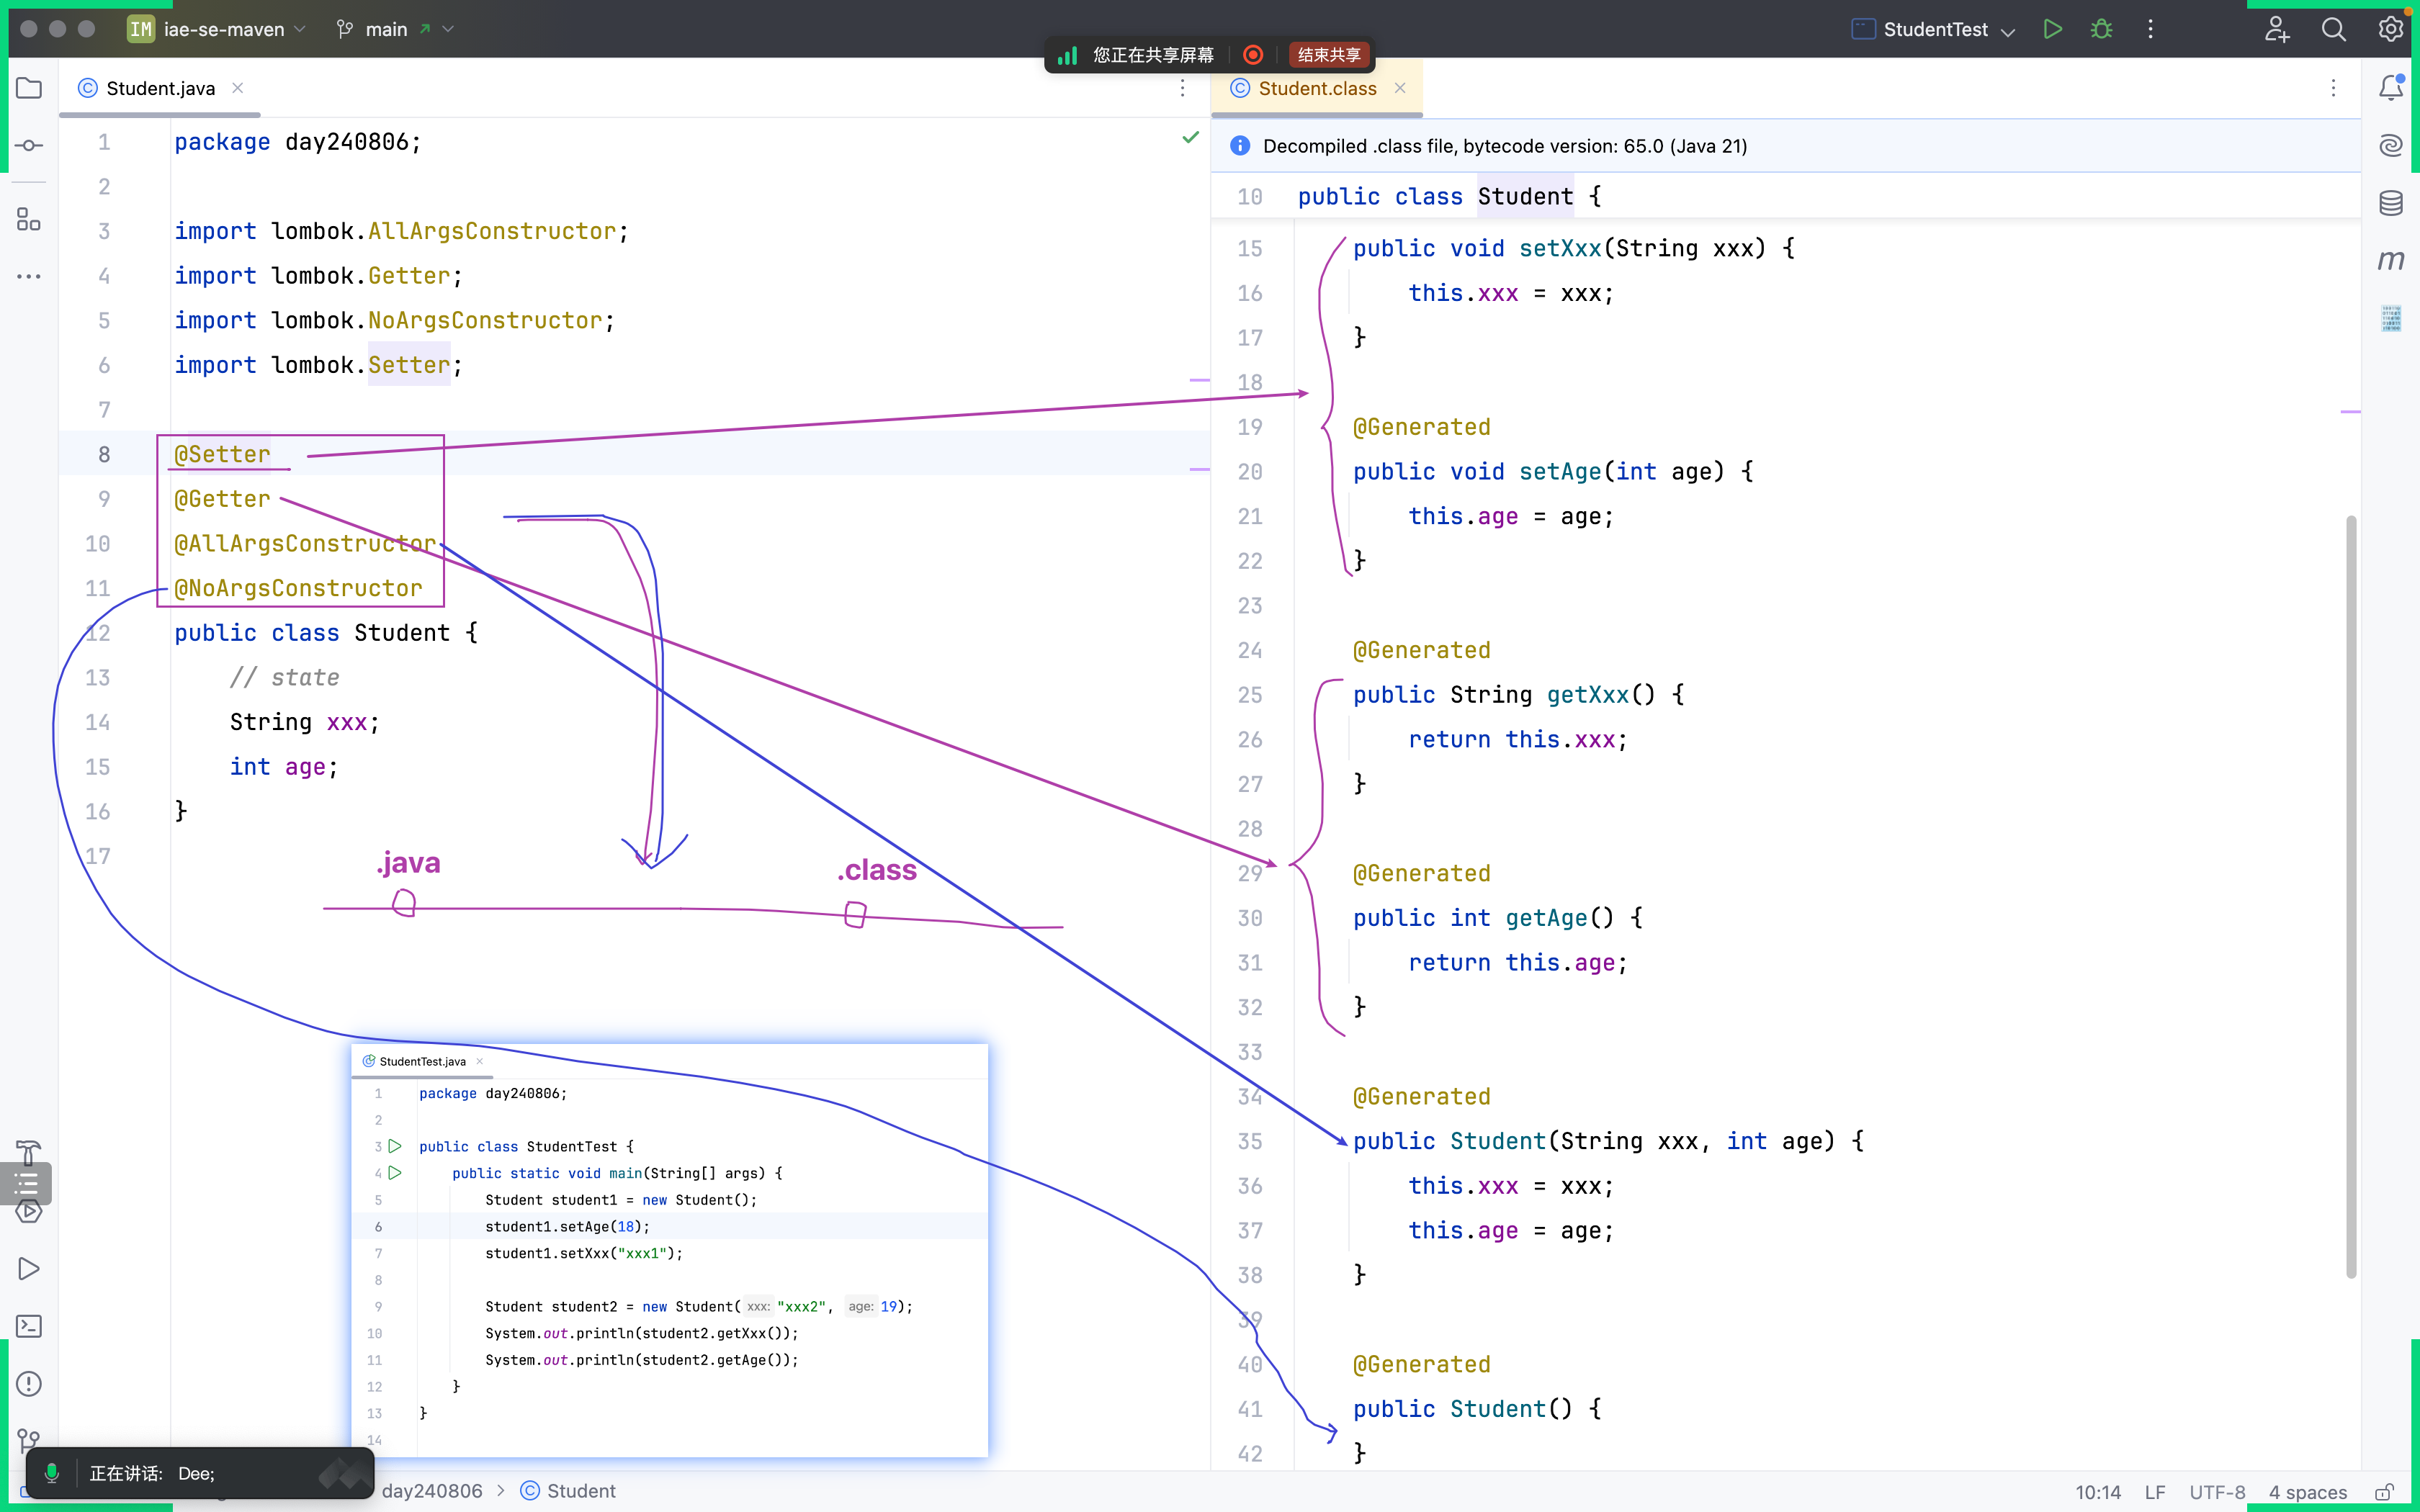 IM iae-se-maven main StudentTest
您正在共享屏幕 结束共享
Student.java
1 package day240806;
2
3 import lombok.AllArgsConstructor;
4 import lombok.Getter;
5 import lombok.NoArgsConstructor;
6 import lombok.Setter;
7
8 @Setter
9 @Getter
10 @AllArgsConstructor
11 @NoArgsConstructor
12 public class Student {
13 // state
14 String xxx;
15 int age;
16 }
17
.java .class
StudentTest.java
1 package day240806;
2
3 public class StudentTest {
4 public static void main(String[] args) {
5 Student student1 = new Student();
6 student1.setAge(18);
7 student1.setXxx("xxx1");
8
9 Student student2 = new Student( xxx: "xxx2", age: 19);
10 System.out.println(student2.getXxx());
11 System.out.println(student2.getAge());
12 }
13 }
14
Student.class
Decompiled .class file, bytecode version: 65.0 (Java 21)
10 public class Student {
15 public void setXxx(String xxx) {
16 this.xxx = xxx;
17 }
18
19 @Generated
20 public void setAge(int age) {
21 this.age = age;
22 }
23
24 @Generated
25 public String getXxx() {
26 return this.xxx;
27 }
28
29 @Generated
30 public int getAge() {
31 return this.age;
32 }
33
34 @Generated
35 public Student(String xxx, int age) {
36 this.xxx = xxx;
37 this.age = age;
38 }
39
40 @Generated
41 public Student() {
42 }
m
正在讲话: Dee;
day240806 > Student
10:14 LF UTF-8 4 spaces